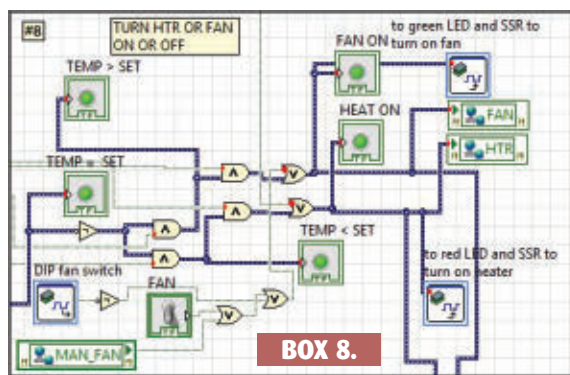 #8
TURN HTR OR FAN
ON OR OFF
to green LED and SSR to
turn on fan
FAN ON
TEMP > SET
FAN
HEAT ON
HTR
TEMP = SET
TEMP < SET
to red LED and SSR to
turn on heater
DIP fan switch
FAN
MAN_FAN
BOX 8.